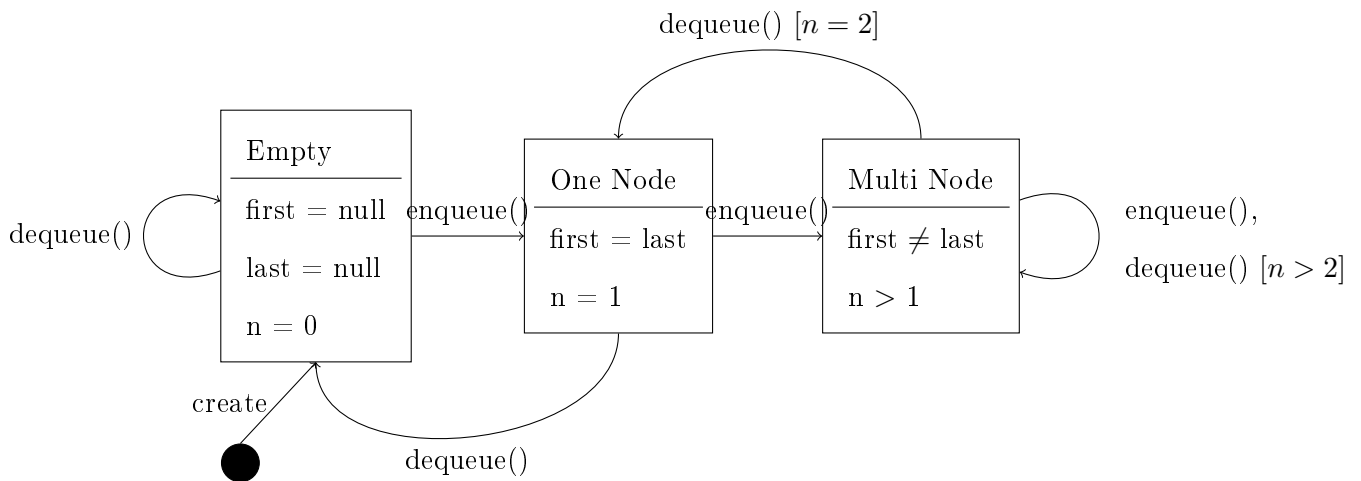 dequeue() [n = 2]
Empty
first = null
last = null
n = 0
dequeue()
enqueue()
One Node
first = last
n = 1
enqueue()
Multi Node
first ≠ last
n > 1
enqueue(),
dequeue() [n > 2]
create
dequeue()